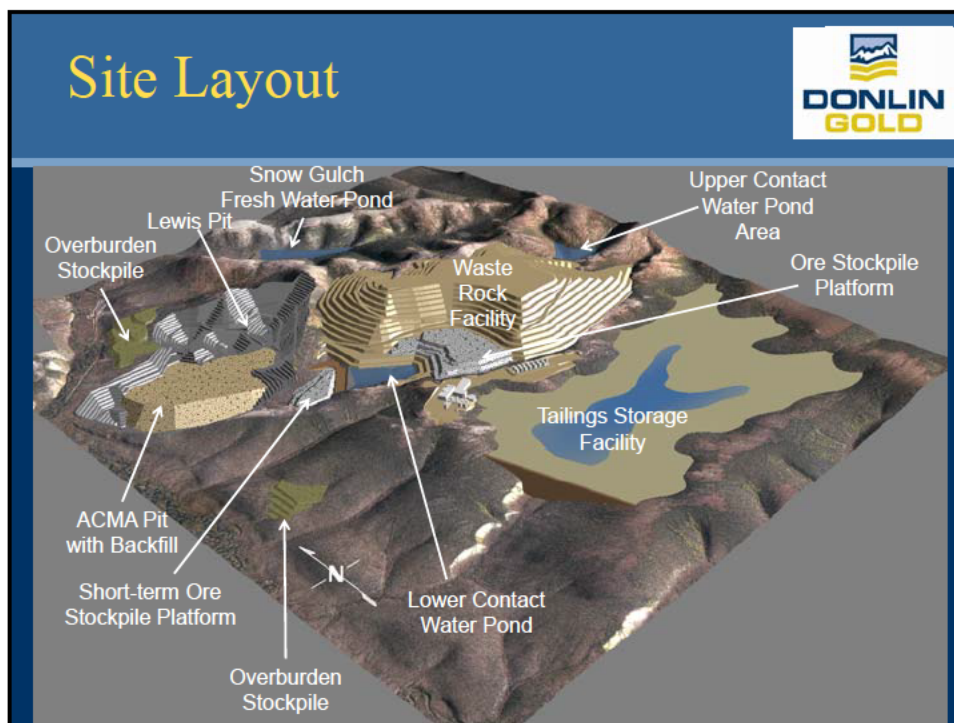 Site Layout
DONLIN
GOLD
Snow Gulch
Fresh Water Pond
Upper Contact
Water Pond
Area
Lewis Pit
Overburden
Stockpile
Waste
Rock
Facility
Ore Stockpile
Platform
Tailings Storage
Facility
ACMA Pit
with Backfill
N
Short-term Ore
Stockpile Platform
Lower Contact
Water Pond
Overburden
Stockpile